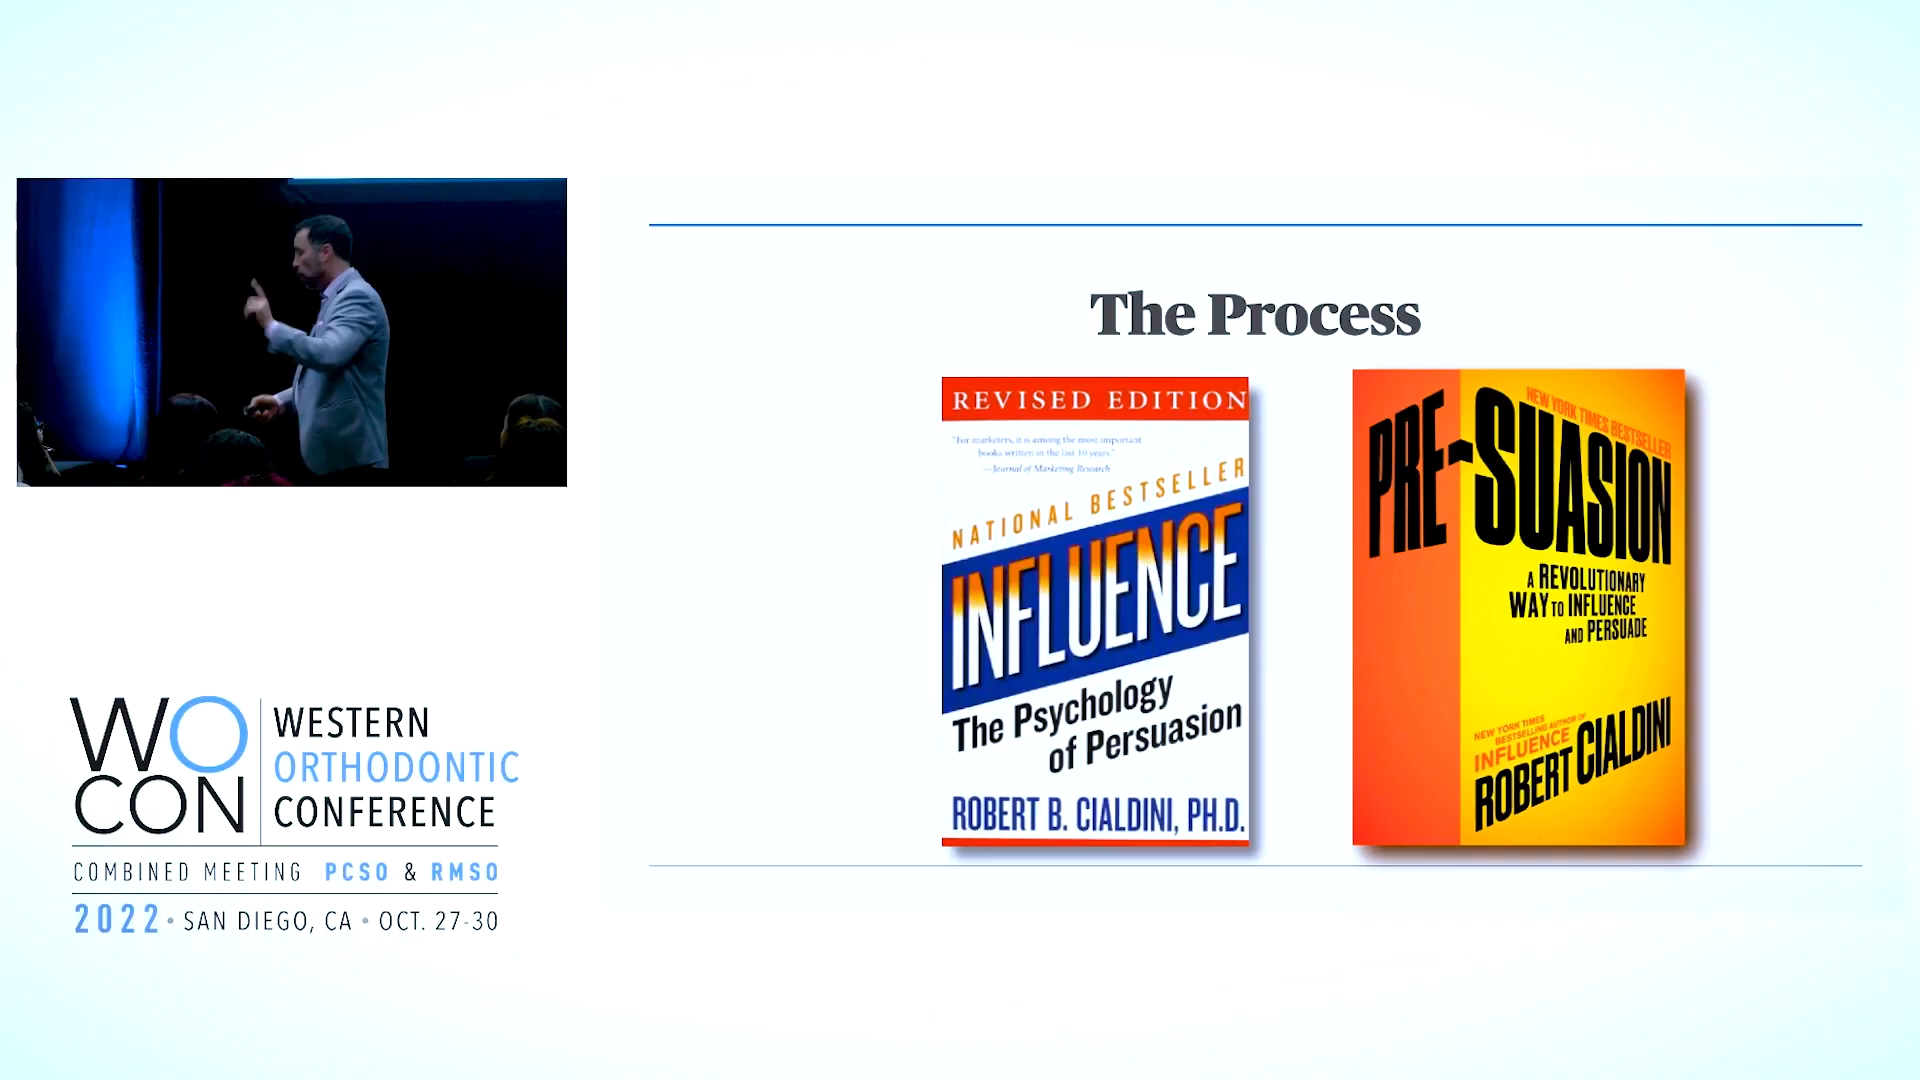 The Process
REVISED EDITION
"For marketers, it is among the most important
books written in the last 10 years."
—Journal of Marketing Research
NATIONAL BESTSELLER
INFLUENCE
The Psychology
of Persuasion
ROBERT B. CIALDINI, PH.D.
NEW YORK TIMES BESTSELLER
PRE-SUASION
A REVOLUTIONARY
WAY TO INFLUENCE
AND PERSUADE
NEW YORK TIMES
BESTSELLING AUTHOR OF
INFLUENCE
ROBERT CIALDINI
WO
CON
WESTERN
ORTHODONTIC
CONFERENCE
COMBINED MEETING PCSO & RMSO
2022 • SAN DIEGO, CA • OCT. 27-30